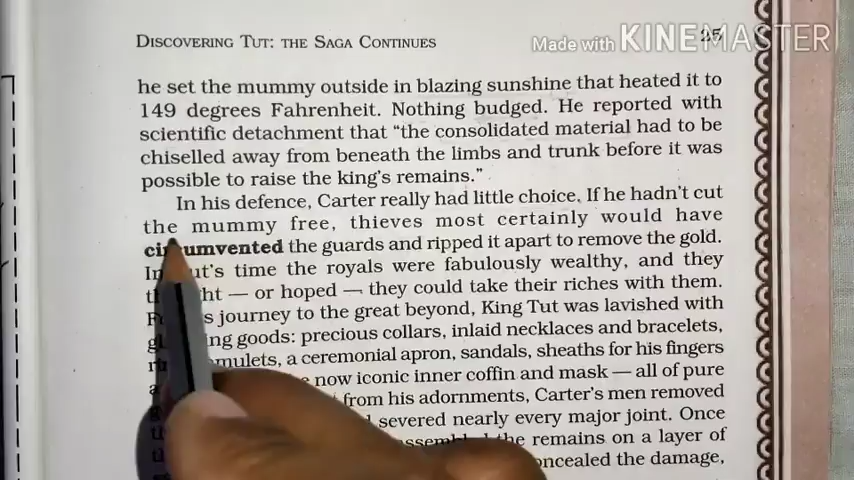 DISCOVERING TUT: THE SAGA CONTINUES
25
Made with KINEMASTER
he set the mummy outside in blazing sunshine that heated it to
149 degrees Fahrenheit. Nothing budged. He reported with
scientific detachment that “the consolidated material had to be
chiselled away from beneath the limbs and trunk before it was
possible to raise the king's remains.”
In his defence, Carter really had little choice. If he hadn't cut
the mummy free, thieves most certainly would have
circumvented the guards and ripped it apart to remove the gold.
In Tut's time the royals were fabulously wealthy, and they
thought — or hoped — they could take their riches with them.
journey to the great beyond, King Tut was lavished with
goods: precious collars, inlaid necklaces and bracelets,
amulets, a ceremonial apron, sandals, sheaths for his fingers
now iconic inner coffin and mask — all of pure
from his adornments, Carter's men removed
severed nearly every major joint. Once
the remains on a layer of
concealed the damage,